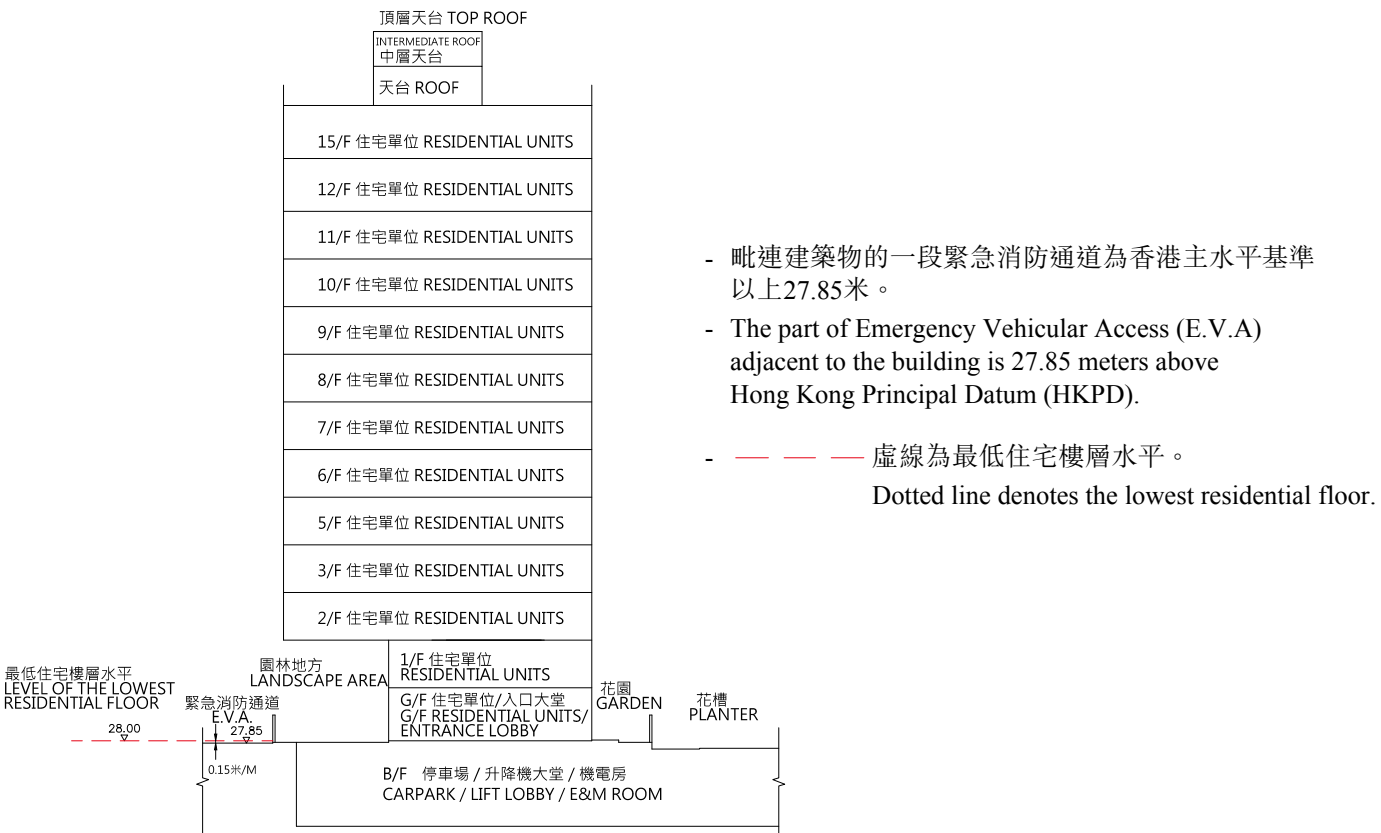 頂層天台 TOP ROOF
INTERMEDIATE ROOF
中層天台
天台 ROOF
15/F 住宅單位 RESIDENTIAL UNITS
12/F 住宅單位 RESIDENTIAL UNITS
11/F 住宅單位 RESIDENTIAL UNITS
10/F 住宅單位 RESIDENTIAL UNITS
9/F 住宅單位 RESIDENTIAL UNITS
8/F 住宅單位 RESIDENTIAL UNITS
7/F 住宅單位 RESIDENTIAL UNITS
6/F 住宅單位 RESIDENTIAL UNITS
5/F 住宅單位 RESIDENTIAL UNITS
3/F 住宅單位 RESIDENTIAL UNITS
2/F 住宅單位 RESIDENTIAL UNITS
1/F 住宅單位
RESIDENTIAL UNITS
G/F 住宅單位/入口大堂
G/F RESIDENTIAL UNITS/
ENTRANCE LOBBY
園林地方
LANDSCAPE AREA
最低住宅樓層水平
LEVEL OF THE LOWEST
RESIDENTIAL FLOOR
28.00
緊急消防通道
E.V.A.
27.85
0.15米/M
花園
GARDEN
花槽
PLANTER
B/F 停車場 / 升降機大堂 / 機電房
CARPARK / LIFT LOBBY / E&M ROOM
- 毗連建築物的一段緊急消防通道為香港主水平基準
以上27.85米。
- The part of Emergency Vehicular Access (E.V.A)
adjacent to the building is 27.85 meters above
Hong Kong Principal Datum (HKPD).
- 虛線為最低住宅樓層水平。
Dotted line denotes the lowest residential floor.